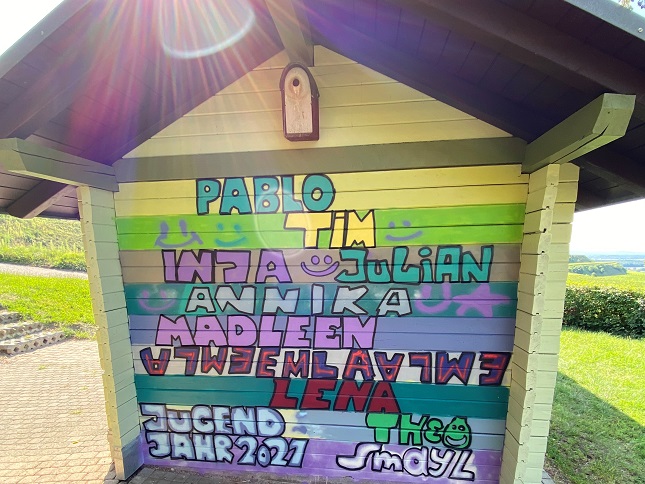 PABLO
TiM
INJA JULiAN
ANNIKA
MADLEEN
LENA
JUGEND THEO
JAHR 2021 SmAYL